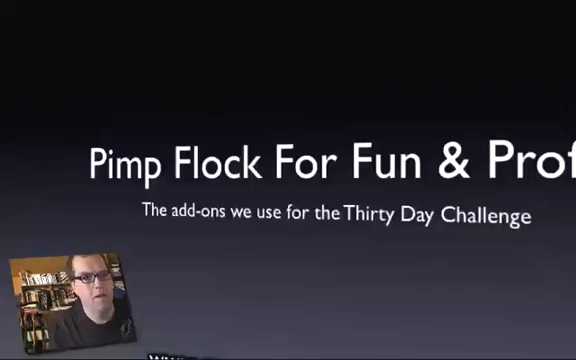 Pimp Flock For Fun & Prof
The add-ons we use for the Thirty Day Challenge